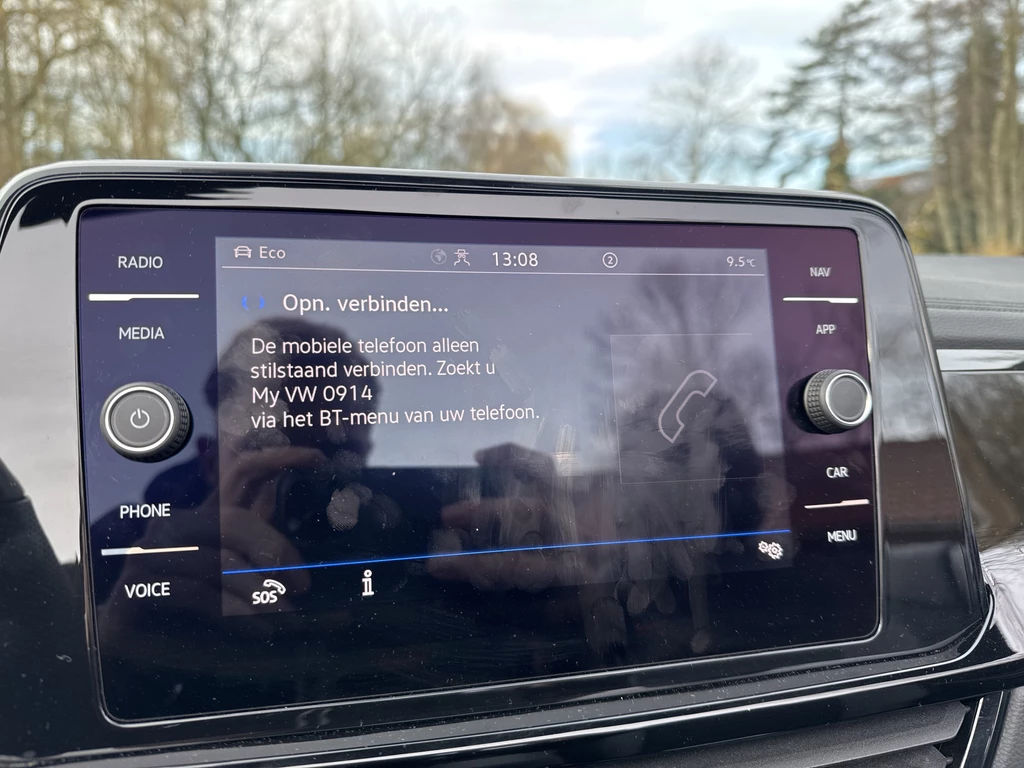 RADIO
MEDIA
PHONE
VOICE
Eco
13:08
2
9.5°C
Opn. verbinden...
De mobiele telefoon alleen
stilstaand verbinden. Zoekt u
My VW 0914
via het BT-menu van uw telefoon.
SOS
i
NAV
APP
CAR
MENU